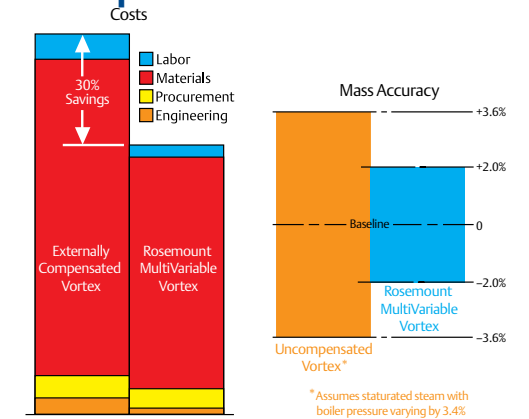 Costs
30%
Savings
Labor
Materials
Procurement
Engineering
Externally
Compensated
Vortex
Rosemount
MultiVariable
Vortex
Mass Accuracy
+3.6%
+2.0%
Baseline
0
–2.0%
Rosemount
MultiVariable
Vortex
–3.6%
Uncompensated
Vortex*
*Assumes staturated steam with
boiler pressure varying by 3.4%